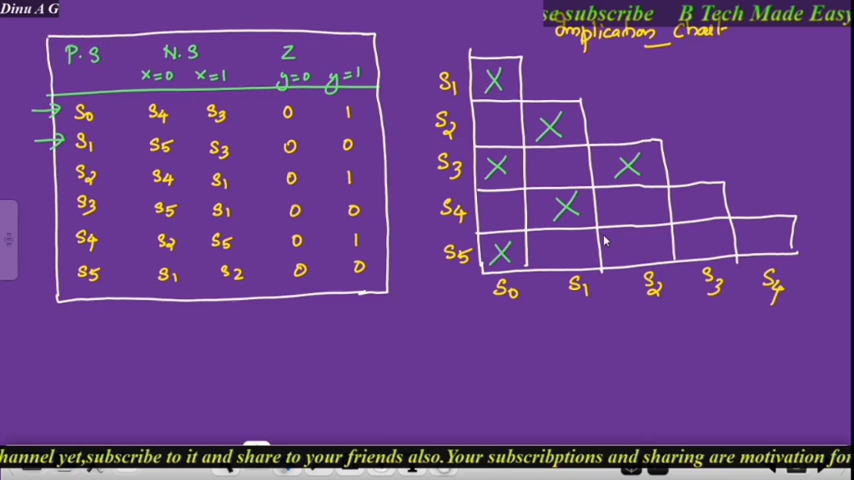 Dinu A G
se subscribe B Tech Made Easy
Implication Chart
P.S N.S Z
x=0 x=1 y=0 y=1
S0 S4 S3 0 1
S1 S5 S3 0 0
S2 S4 S1 0 1
S3 S5 S1 0 0
S4 S2 S5 0 1
S5 S1 S2 0 0
S1 X
S2 X
S3 X X
S4 X
S5 X
S0 S1 S2 S3 S4
hannel yet,subscribe to it and share to your friends also.Your subscribptions and sharing are motivation for